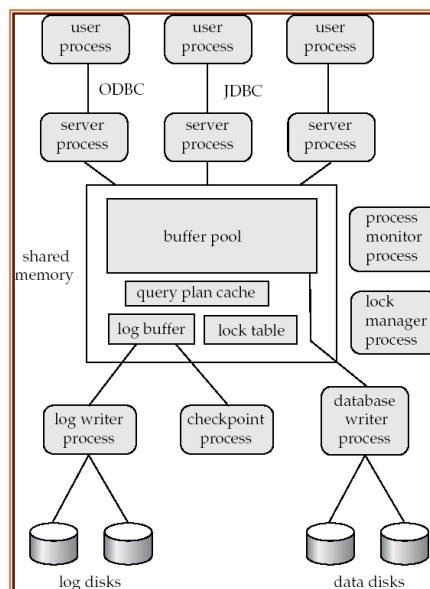 user
process
user
process
user
process
ODBC
JDBC
server
process
server
process
server
process
shared
memory
buffer pool
query plan cache
log buffer
lock table
process
monitor
process
lock
manager
process
log writer
process
checkpoint
process
database
writer
process
log disks
data disks